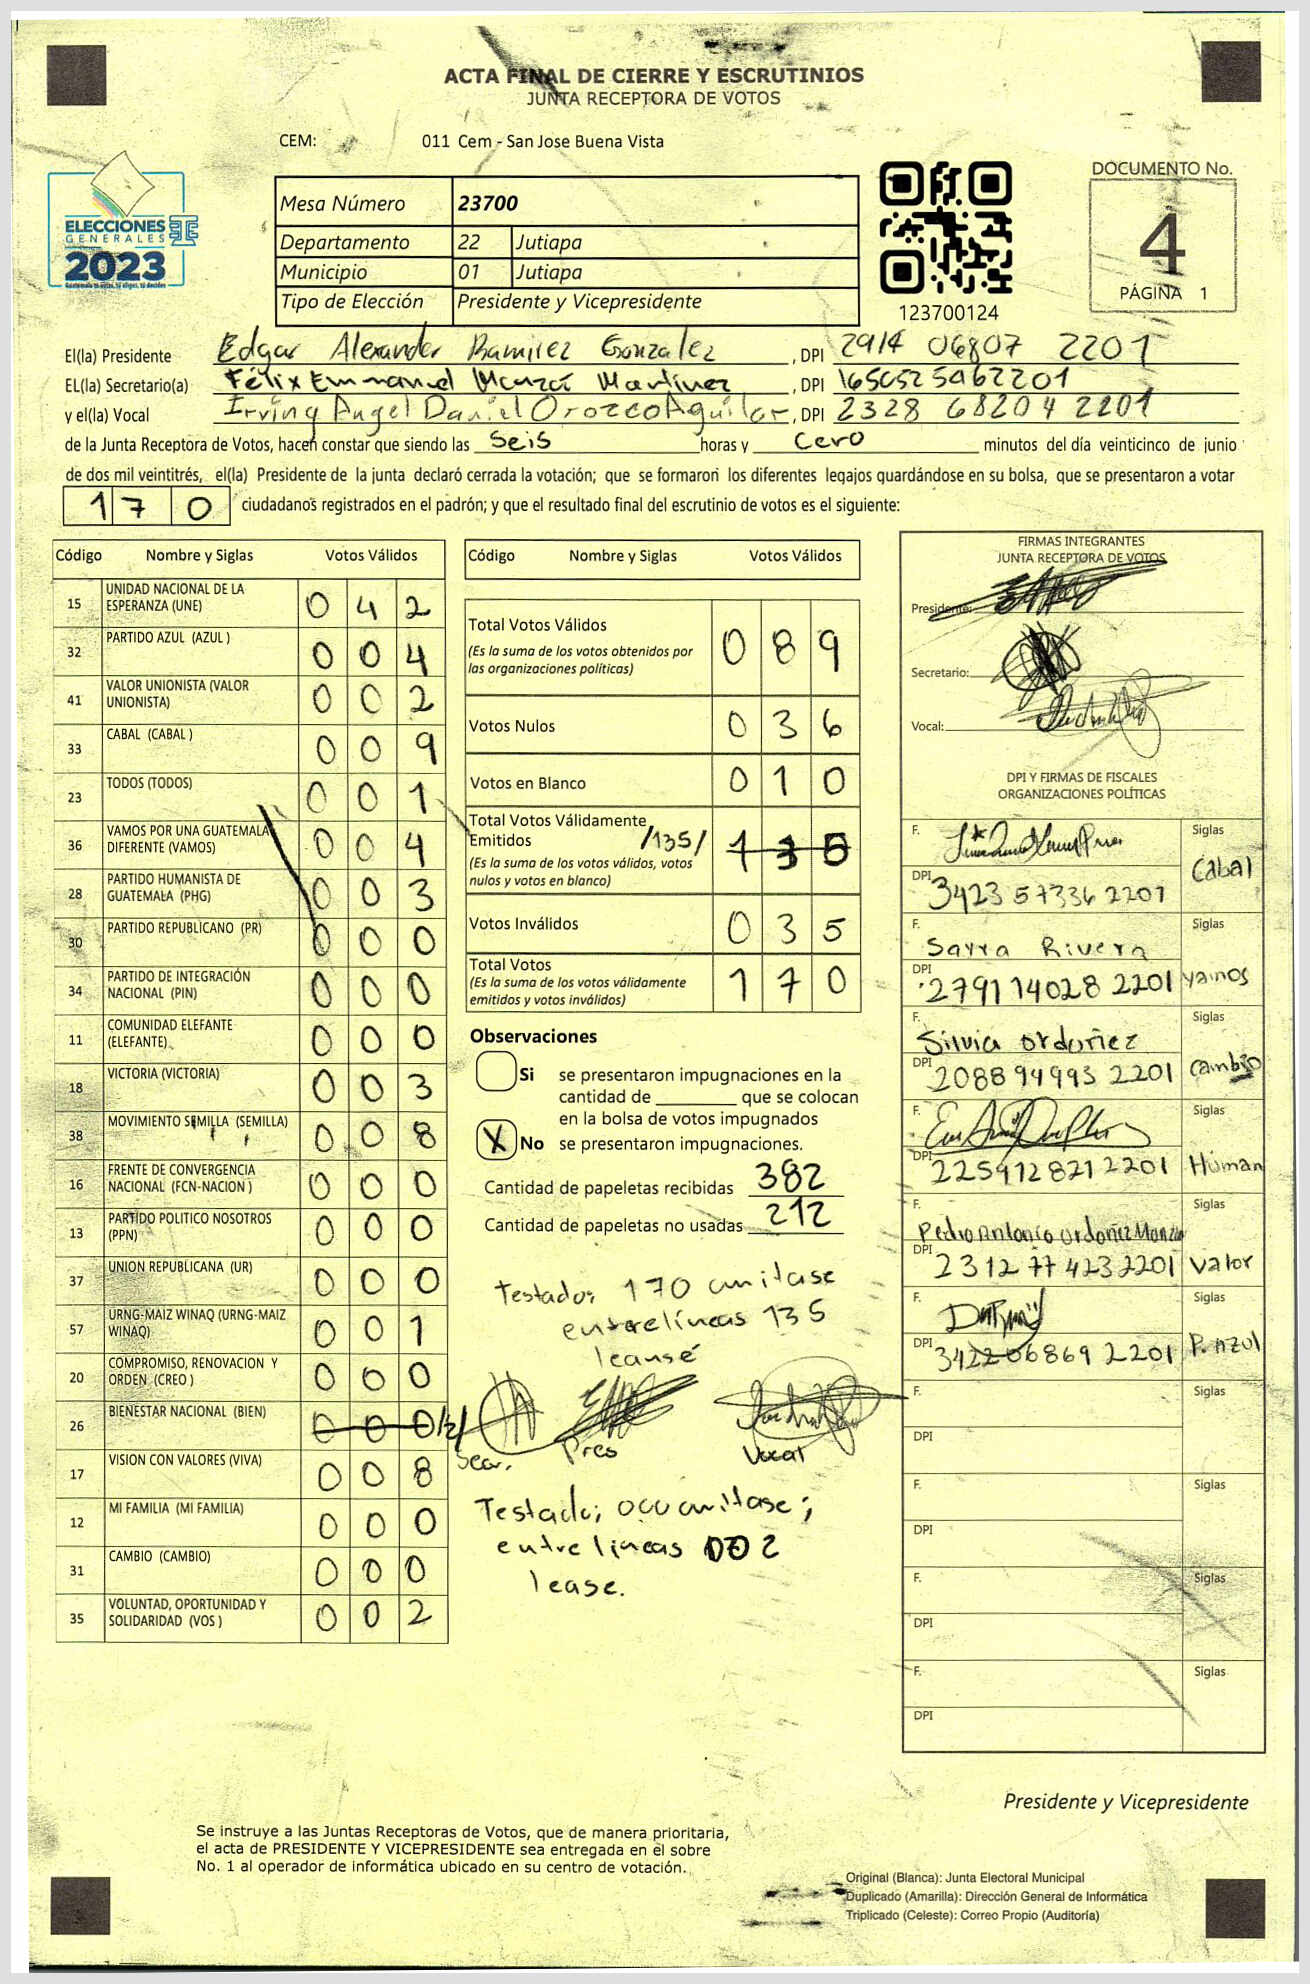 ACTA FINAL DE CIERRE Y ESCRUTINIOS
JUNTA RECEPTORA DE VOTOS
CEM: 011 Cem - San Jose Buena Vista
ELECCIONES
GENERALES
2023
Guatemala te ve, tú eliges, tú decides
Mesa Número 23700
Departamento 22 Jutiapa
Municipio 01 Jutiapa
Tipo de Elección Presidente y Vicepresidente
123700124
DOCUMENTO No.
4
PÁGINA 1
El(la) Presidente Edgar Alexander Ramirez Gonzalez, DPI 2914 06807 2201
EL(la) Secretario(a) Félix Emmanuel Martinez, DPI 1650525962201
y el(la) Vocal Irving Angel Daniel Orozco Aguilar, DPI 2328 68204 2201
de la Junta Receptora de Votos, hacen constar que siendo las Seis horas y Cero minutos del día veinticinco de junio
de dos mil veintitrés, el(la) Presidente de la junta declaró cerrada la votación; que se formaron los diferentes legajos guardándose en su bolsa, que se presentaron a votar
170 ciudadanos registrados en el padrón; y que el resultado final del escrutinio de votos es el siguiente:
Código Nombre y Siglas Votos Válidos
15 UNIDAD NACIONAL DE LA ESPERANZA (UNE) 0 4 2
32 PARTIDO AZUL (AZUL ) 0 0 4
41 VALOR UNIONISTA (VALOR UNIONISTA) 0 0 2
33 CABAL (CABAL ) 0 0 9
23 TODOS (TODOS) 0 0 1
36 VAMOS POR UNA GUATEMALA DIFERENTE (VAMOS) 0 0 4
28 PARTIDO HUMANISTA DE GUATEMALA (PHG) 0 0 3
30 PARTIDO REPUBLICANO (PR) 0 0 0
34 PARTIDO DE INTEGRACIÓN NACIONAL (PIN) 0 0 0
11 COMUNIDAD ELEFANTE (ELEFANTE) 0 0 0
18 VICTORIA (VICTORIA) 0 0 3
38 MOVIMIENTO SEMILLA (SEMILLA) 0 0 8
16 FRENTE DE CONVERGENCIA NACIONAL (FCN-NACION ) 0 0 0
13 PARTIDO POLITICO NOSOTROS (PPN) 0 0 0
37 UNION REPUBLICANA (UR) 0 0 0
57 URNG-MAIZ WINAQ (URNG-MAIZ WINAQ) 0 0 1
20 COMPROMISO, RENOVACION Y ORDEN (CREO ) 0 0 0
26 BIENESTAR NACIONAL (BIEN) 0 0 0 /2/
17 VISION CON VALORES (VIVA) 0 0 8
12 MI FAMILIA (MI FAMILIA) 0 0 0
31 CAMBIO (CAMBIO) 0 0 0
35 VOLUNTAD, OPORTUNIDAD Y SOLIDARIDAD (VOS ) 0 0 2
Código Nombre y Siglas Votos Válidos
Total Votos Válidos 0 8 9
(Es la suma de los votos obtenidos por
las organizaciones políticas)
Votos Nulos 0 3 6
Votos en Blanco 0 1 0
Total Votos Válidamente
Emitidos /135/
(Es la suma de los votos válidos, votos
nulos y votos en blanco)
Votos Inválidos 0 3 5
Total Votos 1 7 0
(Es la suma de los votos válidamente
emitidos y votos inválidos)
Observaciones
Si se presentaron impugnaciones en la
cantidad de ________ que se colocan
en la bolsa de votos impugnados
X No se presentaron impugnaciones.
Cantidad de papeletas recibidas 382
Cantidad de papeletas no usadas 212
Testado; 170 omitase
entrelíneas 135
leansé
Secr. Pres Vocal
Testado; 000 omitase;
entrelineas 002
lease.
FIRMAS INTEGRANTES
JUNTA RECEPTORA DE VOTOS
Presidente:
Secretario:
Vocal:
DPI Y FIRMAS DE FISCALES
ORGANIZACIONES POLÍTICAS
F. Siglas
DPI 3423 57336 2201 Cabal
F. Sarra Rivera Siglas
DPI 2791 14028 2201 Vamos
F. Silvia Ordoñez Siglas
DPI 2088 94993 2201 Cambio
F. Siglas
DPI 2259128212201 Human
F. Pedro Antonio Ordoñez Siglas
DPI 2312 77 423 2201 Valor
F. Siglas
DPI 342206869 2201 P. Azul
F. Siglas
DPI
F. Siglas
DPI
F. Siglas
DPI
F. Siglas
DPI
Presidente y Vicepresidente
Se instruye a las Juntas Receptoras de Votos, que de manera prioritaria,
el acta de PRESIDENTE Y VICEPRESIDENTE sea entregada en el sobre
No. 1 al operador de informática ubicado en su centro de votación.
Original (Blanca): Junta Electoral Municipal
Duplicado (Amarilla): Dirección General de Informática
Triplicado (Celeste): Correo Propio (Auditoría)